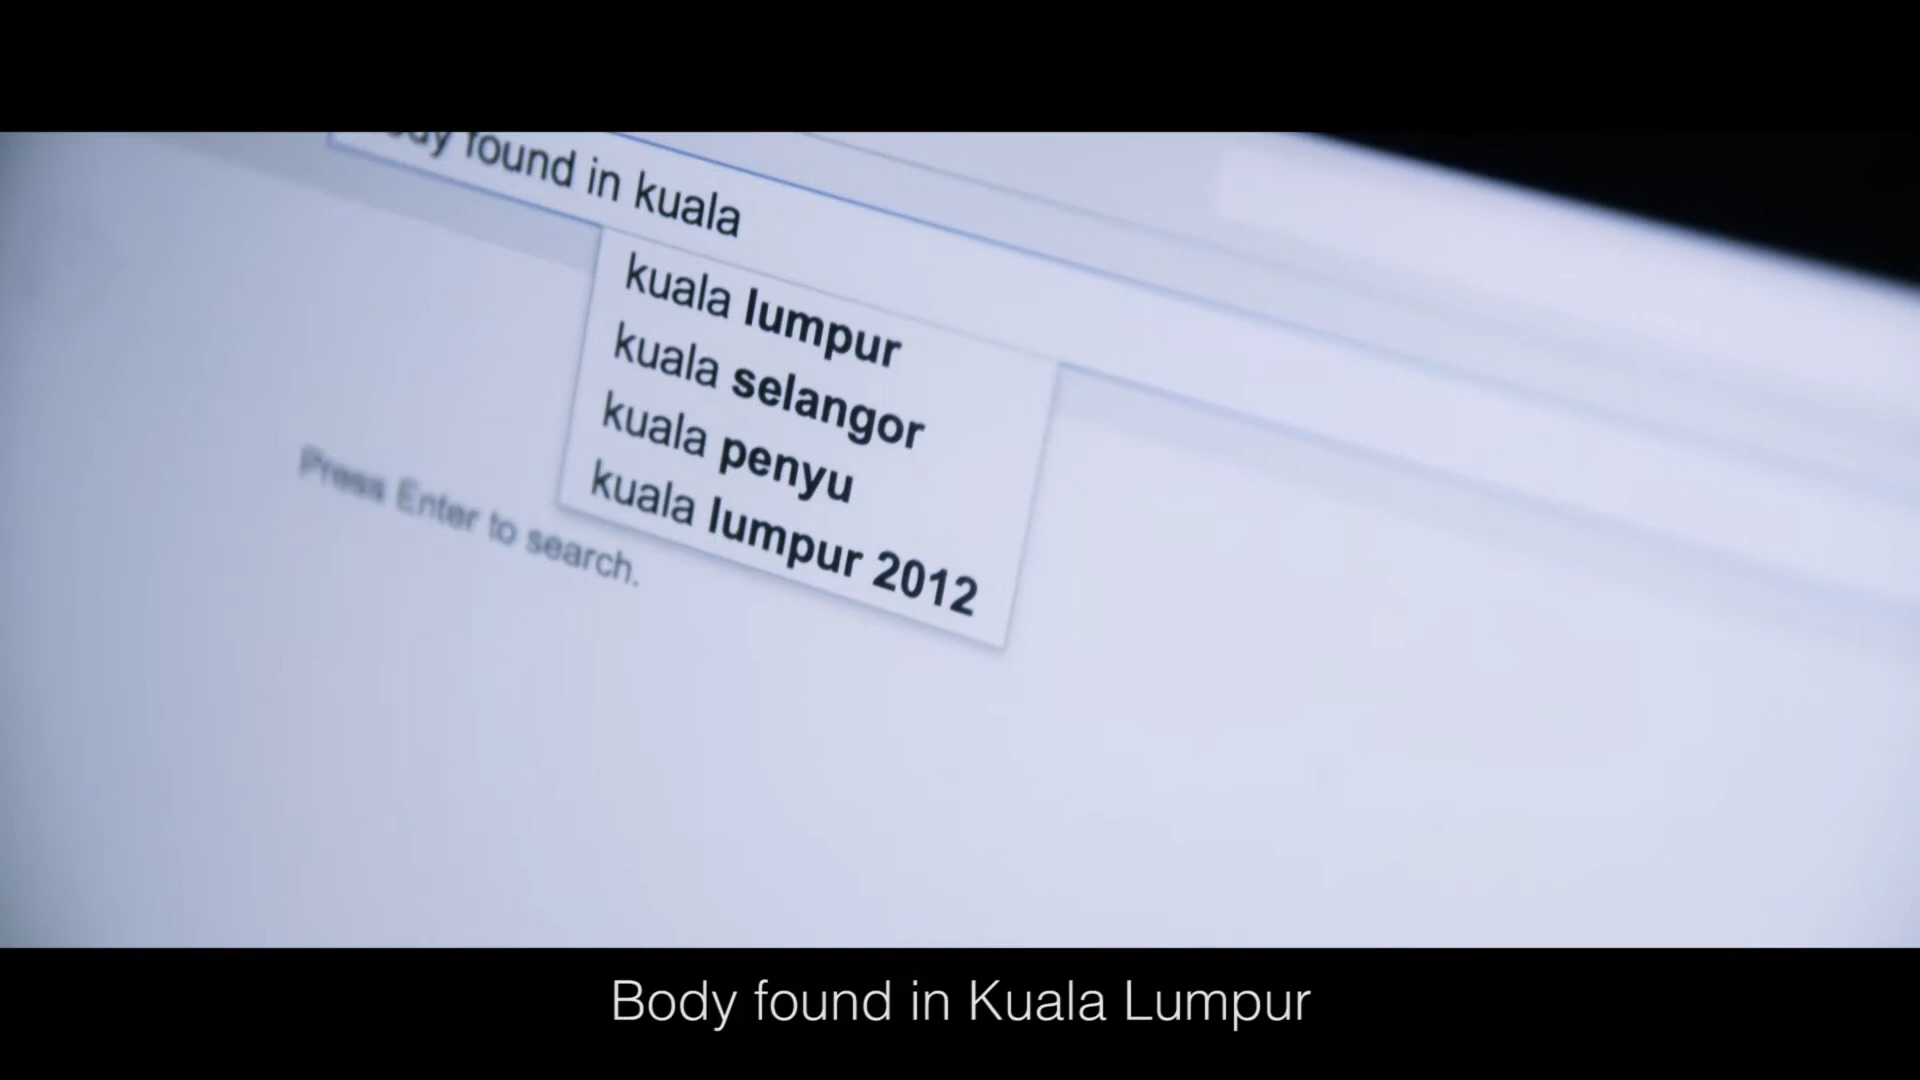 found in kuala
kuala lumpur
kuala selangor
kuala penyu
kuala lumpur 2012
Press Enter to search.
Body found in Kuala Lumpur